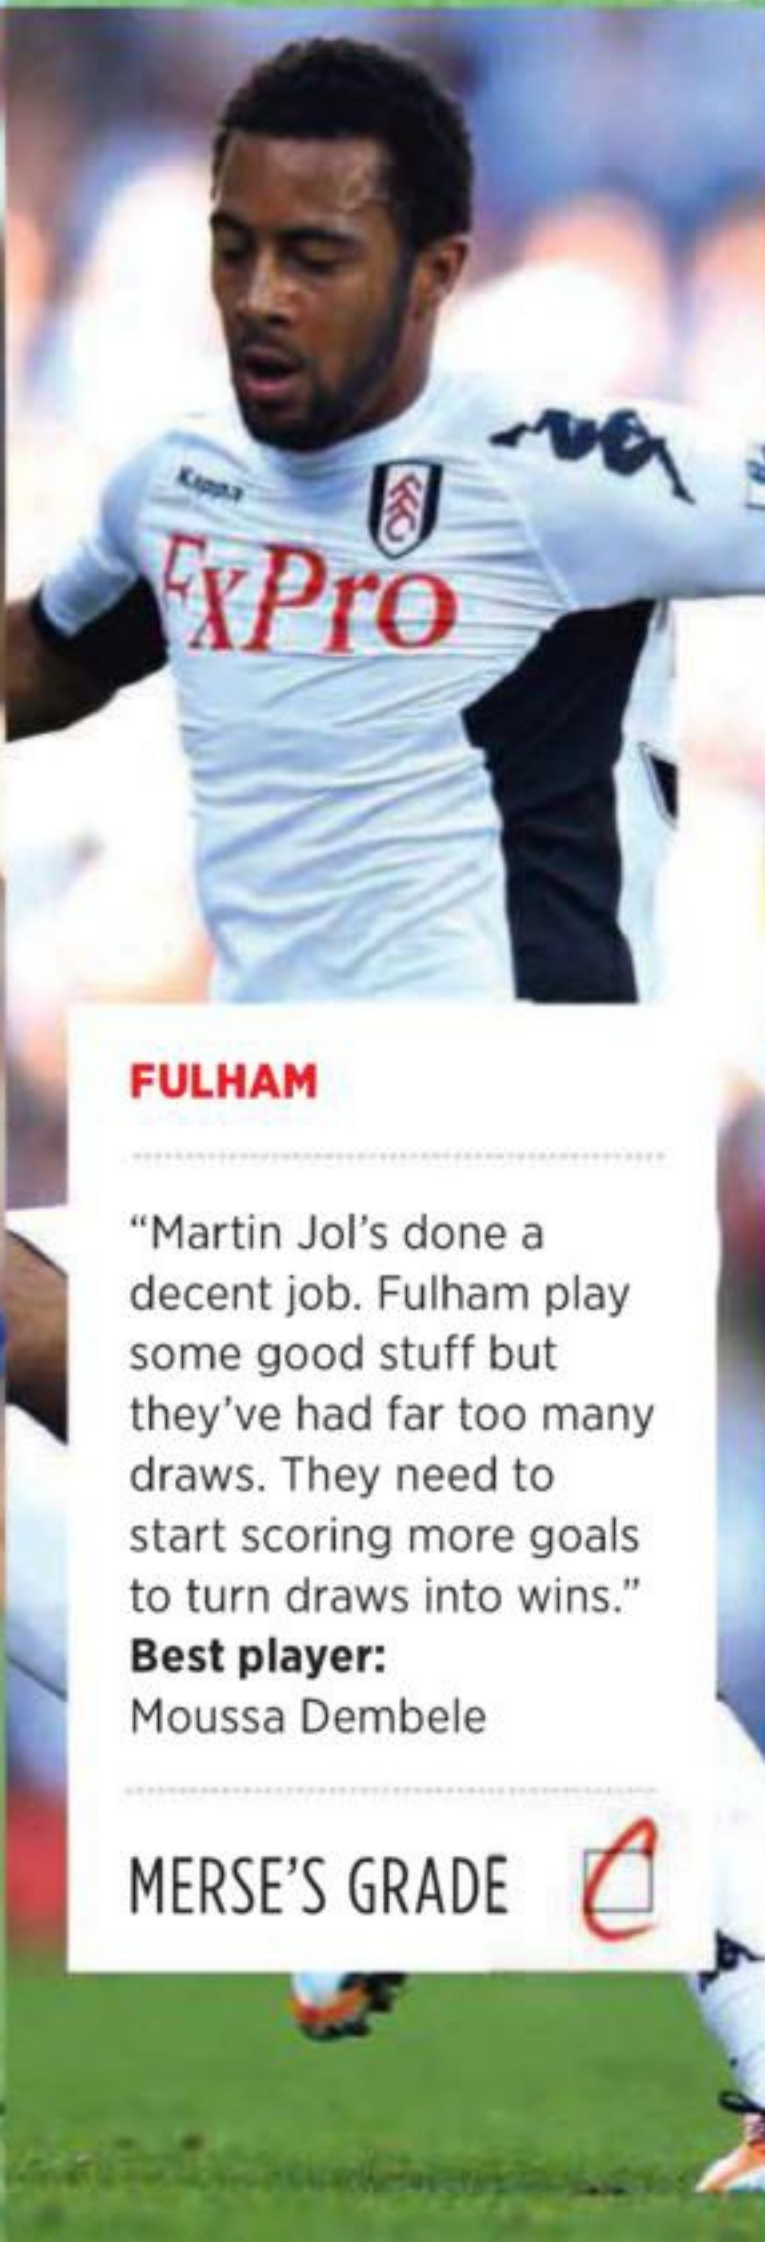 Kappa
FxPro
FULHAM
“Martin Jol’s done a
decent job. Fulham play
some good stuff but
they’ve had far too many
draws. They need to
start scoring more goals
to turn draws into wins.”
Best player:
Moussa Dembele
MERSE’S GRADE C